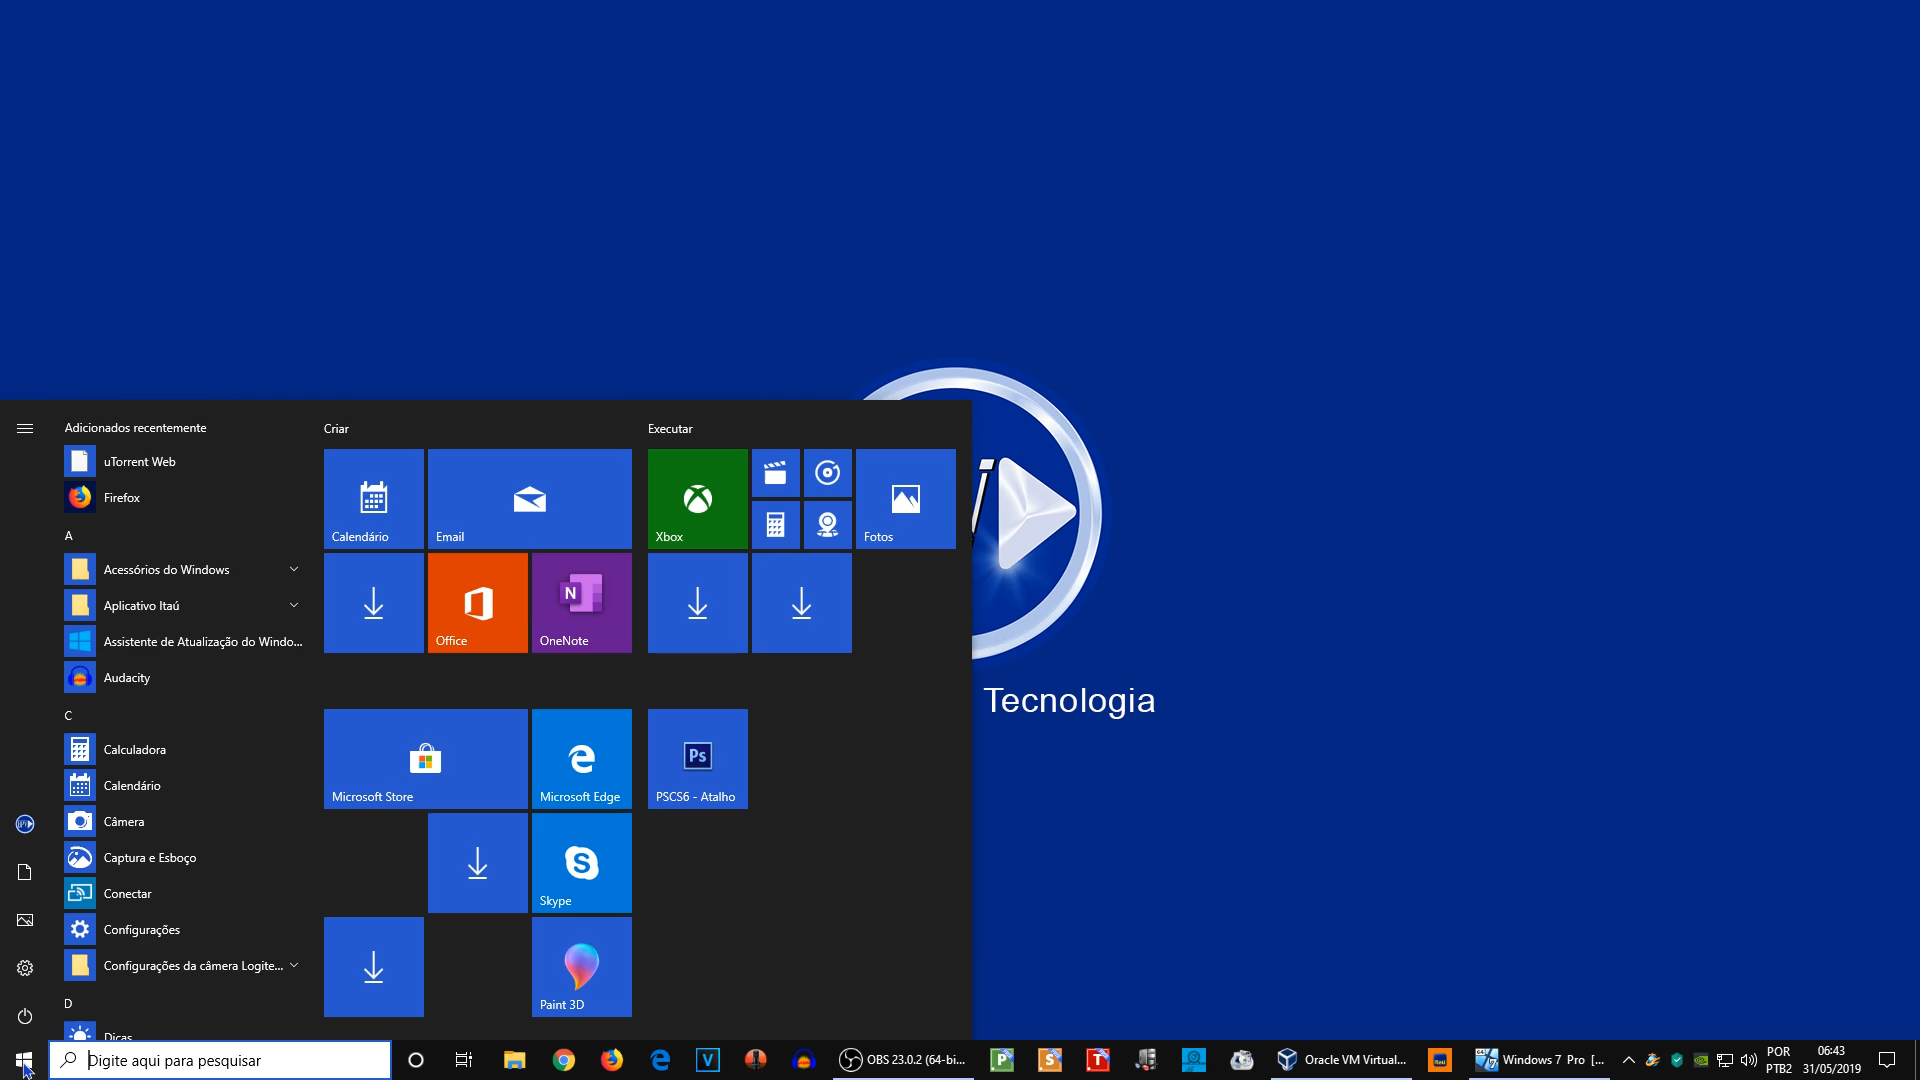 Adicionados recentemente
uTorrent Web
Firefox
A
Acessórios do Windows
Aplicativo Itaú
Assistente de Atualização do Windo...
Audacity
C
Calculadora
Calendário
Câmera
Captura e Esboço
Conectar
Configurações
Configurações da câmera Logite...
D
Dicas
Criar
Calendário
Email
Office
N
OneNote
Microsoft Store
Microsoft Edge
S
Skype
Paint 3D
Executar
Xbox
Fotos
Ps
PSCS6 - Atalho
Tecnologia
Digite aqui para pesquisar
V
OBS 23.0.2 (64-bi...
P
S
T
Oracle VM Virtual...
Windows 7 Pro [...
POR
PTB2
06:43
31/05/2019